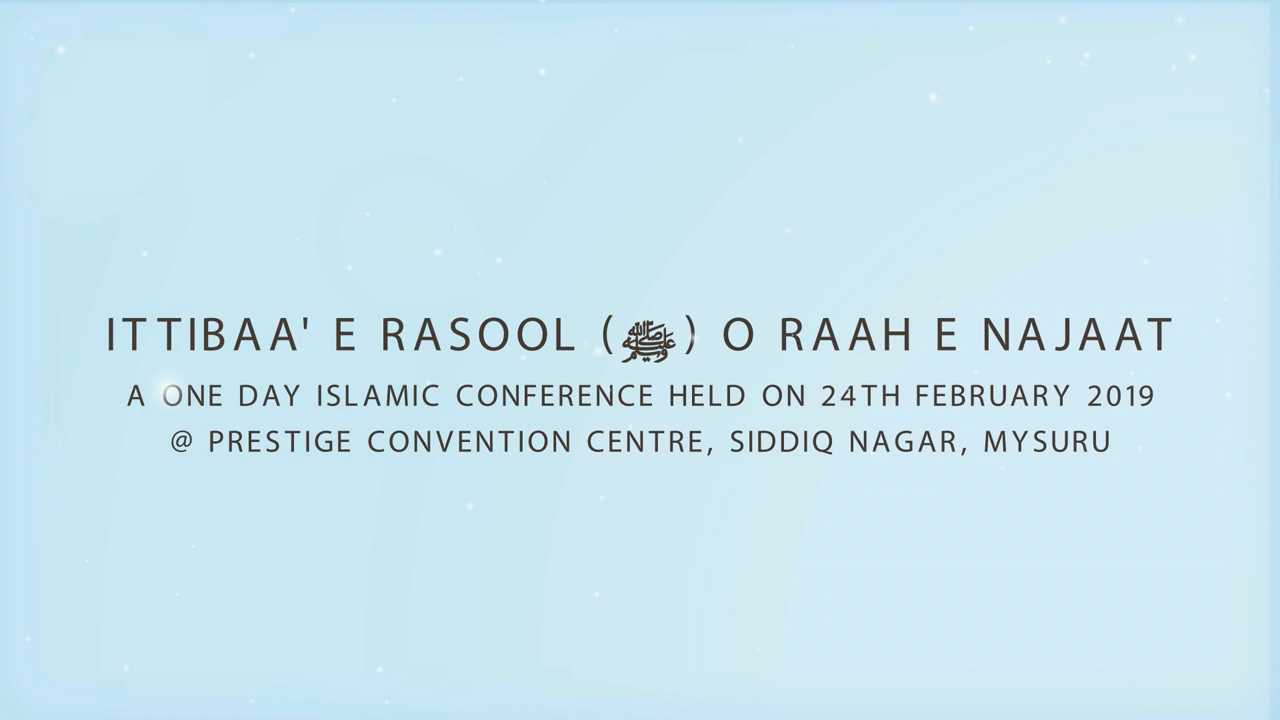 ITTIBAA' E RASOOL (ﷺ) O RAAH E NAJAAT
A ONE DAY ISLAMIC CONFERENCE HELD ON 24TH FEBRUARY 2019
@ PRESTIGE CONVENTION CENTRE, SIDDIQ NAGAR, MYSURU